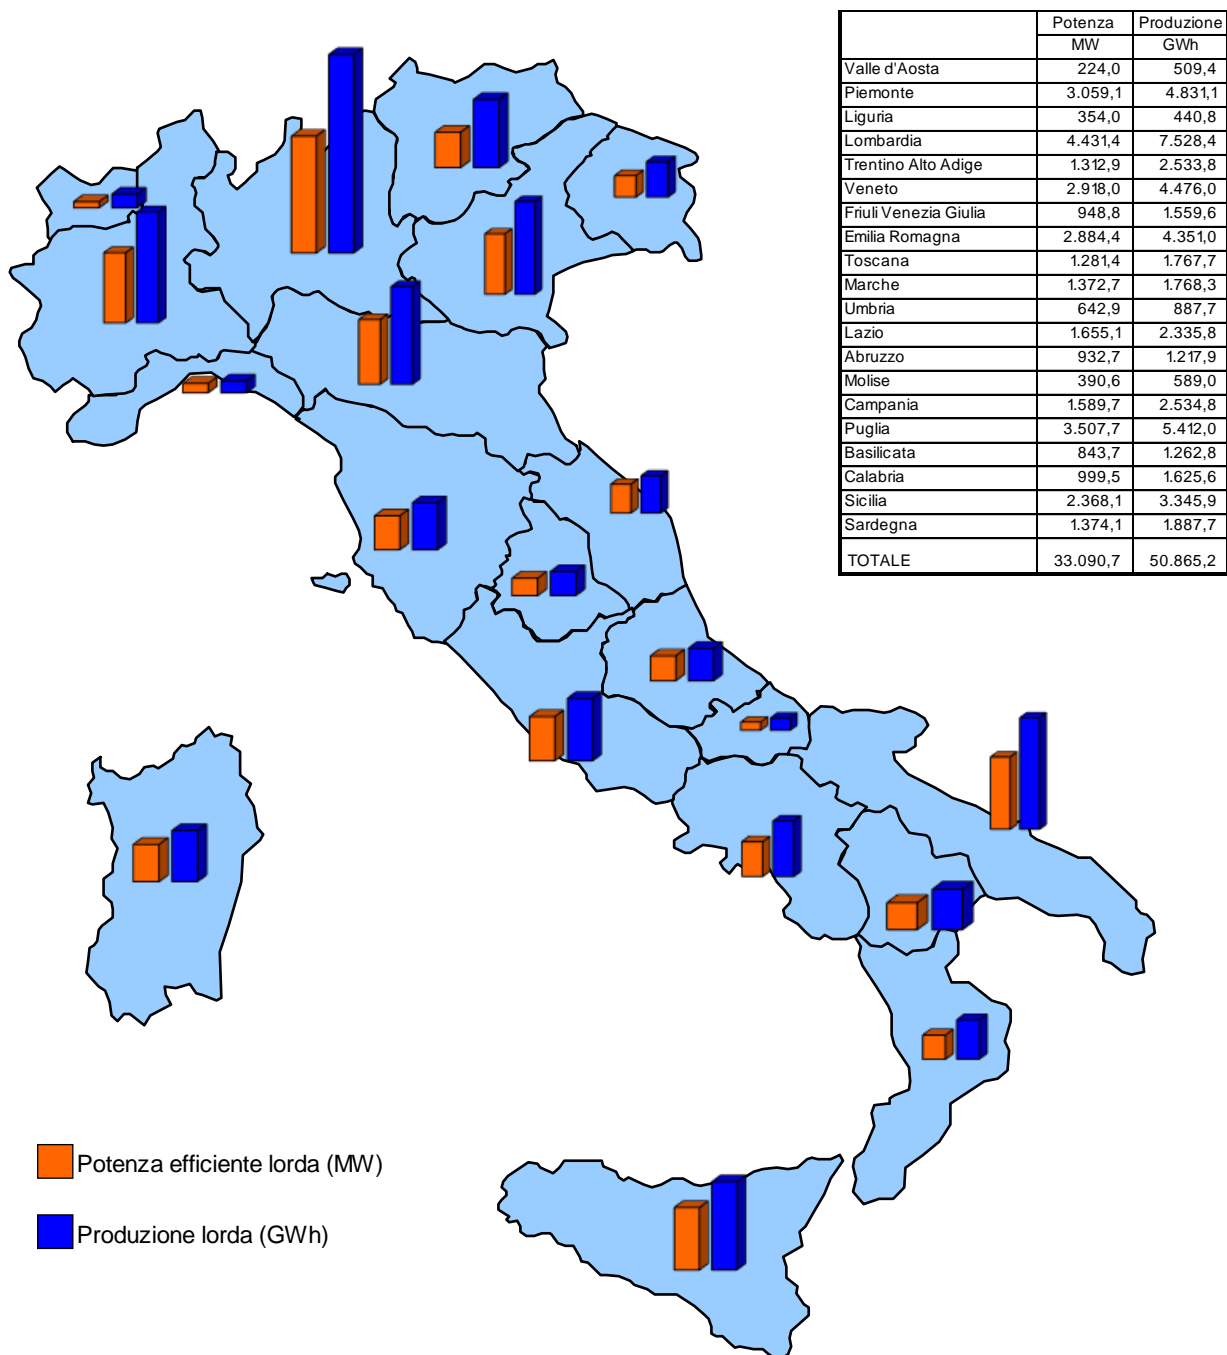 Potenza Produzione
MW GWh
Valle d'Aosta 224,0 509,4
Piemonte 3.059,1 4.831,1
Liguria 354,0 440,8
Lombardia 4.431,4 7.528,4
Trentino Alto Adige 1.312,9 2.533,8
Veneto 2.918,0 4.476,0
Friuli Venezia Giulia 948,8 1.559,6
Emilia Romagna 2.884,4 4.351,0
Toscana 1.281,4 1.767,7
Marche 1.372,7 1.768,3
Umbria 642,9 887,7
Lazio 1.655,1 2.335,8
Abruzzo 932,7 1.217,9
Molise 390,6 589,0
Campania 1.589,7 2.534,8
Puglia 3.507,7 5.412,0
Basilicata 843,7 1.262,8
Calabria 999,5 1.625,6
Sicilia 2.368,1 3.345,9
Sardegna 1.374,1 1.887,7
TOTALE 33.090,7 50.865,2
Potenza efficiente lorda (MW)
Produzione lorda (GWh)